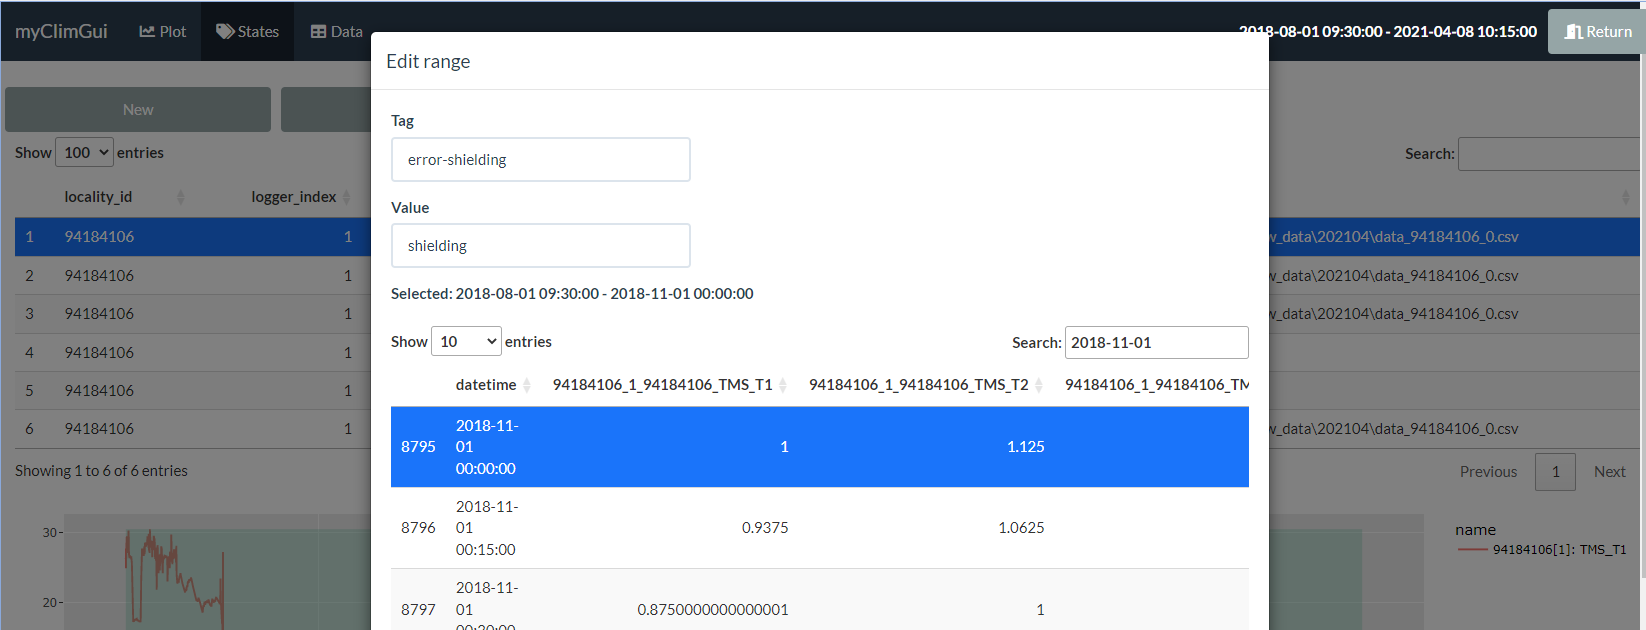 myClimGui Plot States Data 2018-08-01 09:30:00 - 2021-04-08 10:15:00 Return
Edit range
New
Tag
error-shielding
Show 100 entries
Search:
locality_id logger_index
Value
shielding
1 94184106 1 _data\202104\data_94184106_0.csv
2 94184106 1 _data\202104\data_94184106_0.csv
3 94184106 1 _data\202104\data_94184106_0.csv
4 94184106 1
5 94184106 1
6 94184106 1 _data\202104\data_94184106_0.csv
Showing 1 to 6 of 6 entries
Previous 1 Next
Selected: 2018-08-01 09:30:00 - 2018-11-01 00:00:00
Show 10 entries
Search: 2018-11-01
datetime 94184106_1_94184106_TMS_T1 94184106_1_94184106_TMS_T2 94184106_1_94184106_TM
8795 2018-11-01 00:00:00 1 1.125
8796 2018-11-01 00:15:00 0.9375 1.0625
8797 2018-11-01 00:30:00 0.8750000000000001 1
30
20
name
94184106[1]: TMS_T1